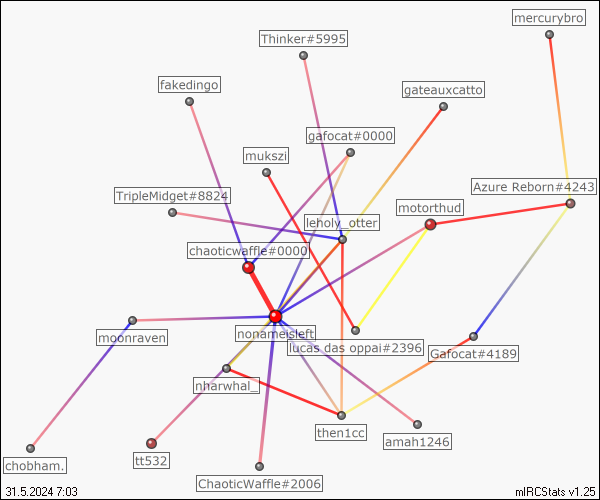 mercurybro
Thinker#5995
fakedingo
gateauxcatto
gafocat#0000
mukszi
TripleMidget#8824
Azure Reborn#4243
motorthud
leholy_otter
chaoticwaffle#0000
nonameisleft
moonraven
lucas das oppai#2396
Gafocat#4189
nharwhal_
then1cc
amah1246
tt532
chobham.
ChaoticWaffle#2006
31.5.2024 7:03
mIRCStats v1.25